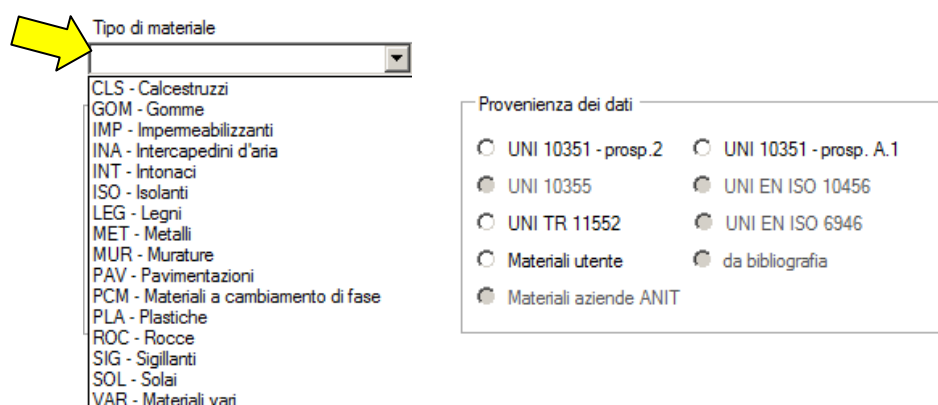 Tipo di materiale
CLS - Calcestruzzi
GOM - Gomme
IMP - Impermeabilizzanti
INA - Intercapedini d'aria
INT - Intonaci
ISO - Isolanti
LEG - Legni
MET - Metalli
MUR - Murature
PAV - Pavimentazioni
PCM - Materiali a cambiamento di fase
PLA - Plastiche
ROC - Rocce
SIG - Sigillanti
SOL - Solai
VAR - Materiali vari
Provenienza dei dati
UNI 10351 - prosp.2 UNI 10351 - prosp. A.1
UNI 10355 UNI EN ISO 10456
UNI TR 11552 UNI EN ISO 6946
Materiali utente da bibliografia
Materiali aziende ANIT